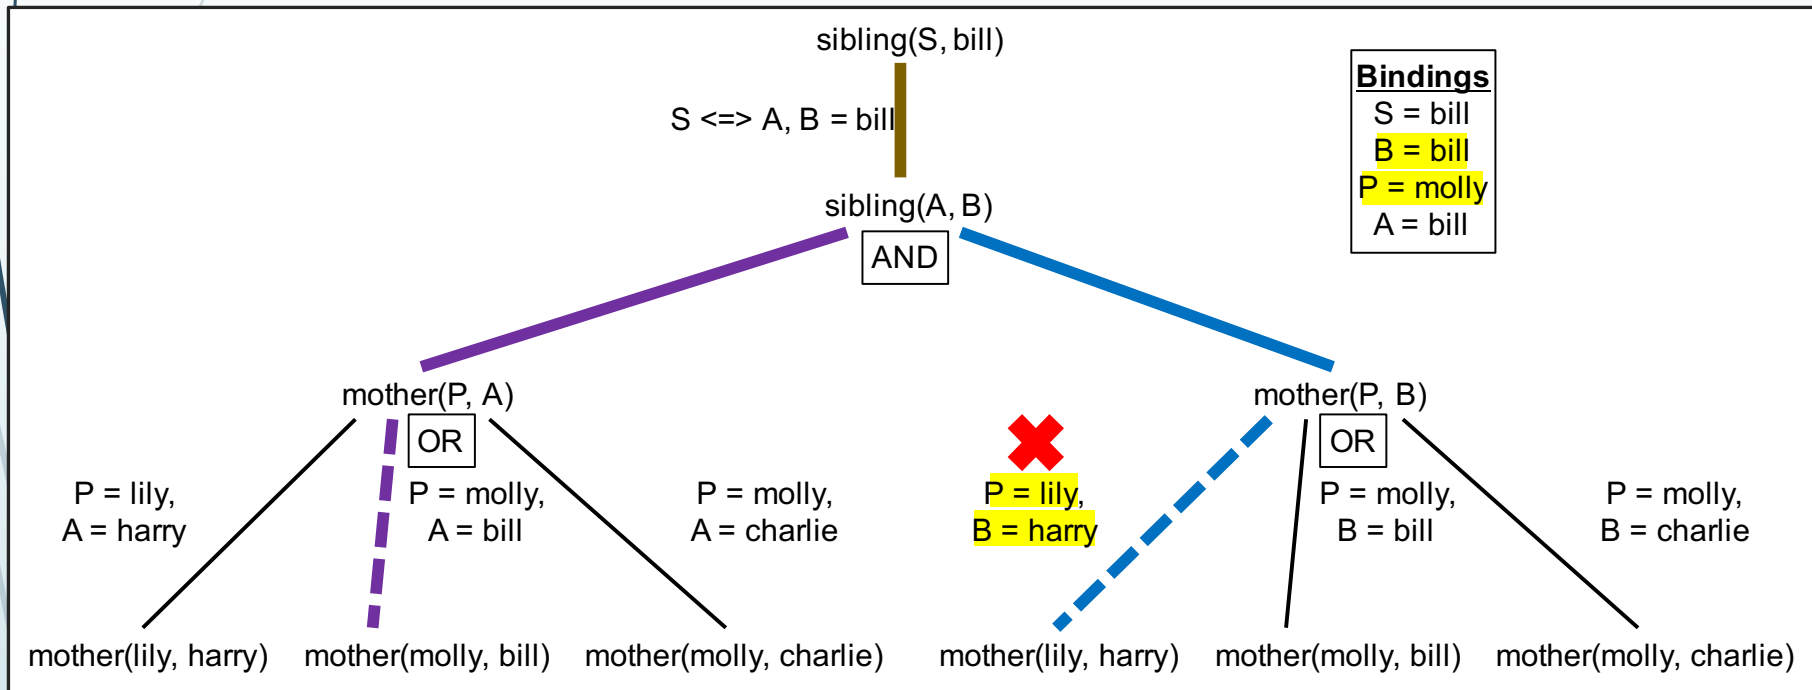 sibling(S, bill)
S <=> A, B = bill
Bindings
S = bill
B = bill
P = molly
A = bill
sibling(A, B)
AND
mother(P, A)
OR
mother(P, B)
OR
P = lily,
A = harry
P = molly,
A = bill
P = molly,
A = charlie
P = lily,
B = harry
P = molly,
B = bill
P = molly,
B = charlie
mother(lily, harry)
mother(molly, bill)
mother(molly, charlie)
mother(lily, harry)
mother(molly, bill)
mother(molly, charlie)